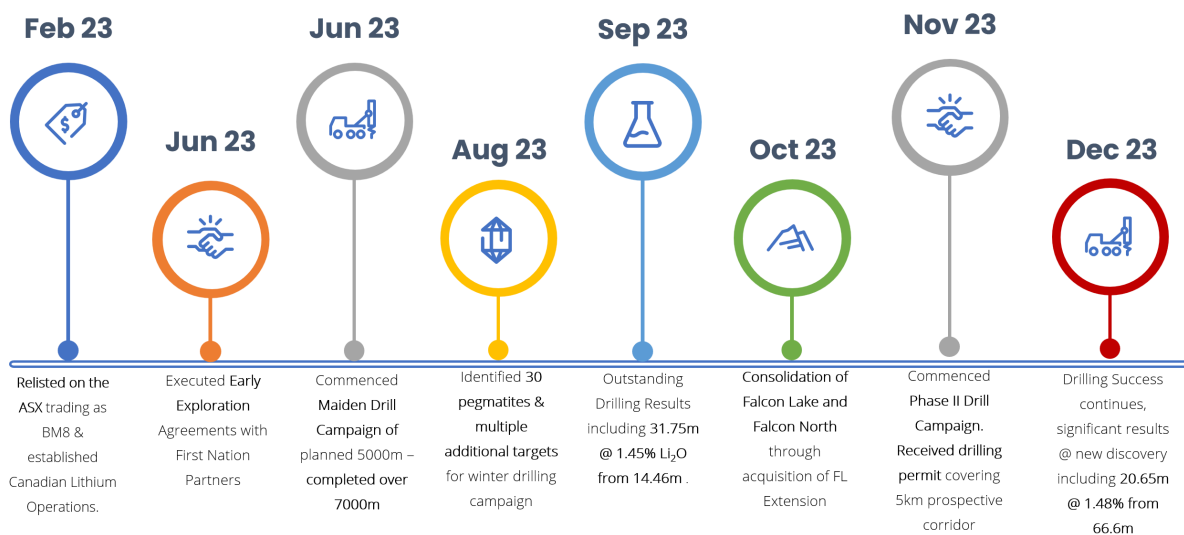 Feb 23
Relisted on the
ASX trading as
BM8 &
established
Canadian Lithium
Operations.
Jun 23
Executed Early
Exploration
Agreements with
First Nation
Partners
Jun 23
Commenced
Maiden Drill
Campaign of
planned 5000m –
completed over
7000m
Aug 23
Identified 30
pegmatites &
multiple
additional targets
for winter drilling
campaign
Sep 23
Outstanding
Drilling Results
including 31.75m
@ 1.45% Li₂O
from 14.46m .
Oct 23
Consolidation of
Falcon Lake and
Falcon North
through
acquisition of FL
Extension
Nov 23
Commenced
Phase II Drill
Campaign.
Received drilling
permit covering
5km prospective
corridor
Dec 23
Drilling Success
continues,
significant results
@ new discovery
including 20.65m
@ 1.48% from
66.6m